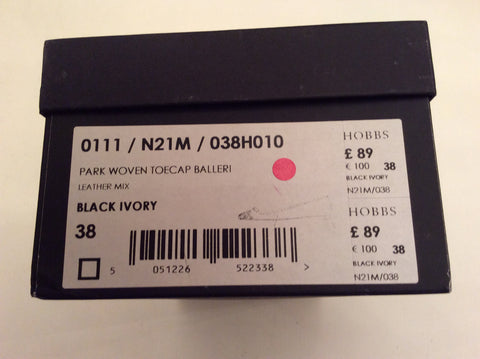 0111 / N21M / 038H010
PARK WOVEN TOECAP BALLERI
LEATHER MIX
BLACK IVORY
38
5 051226 522338 >
HOBBS
£ 89
€ 100 38
BLACK IVORY
N21M/038
HOBBS
£ 89
€ 100 38
BLACK IVORY
N21M/038